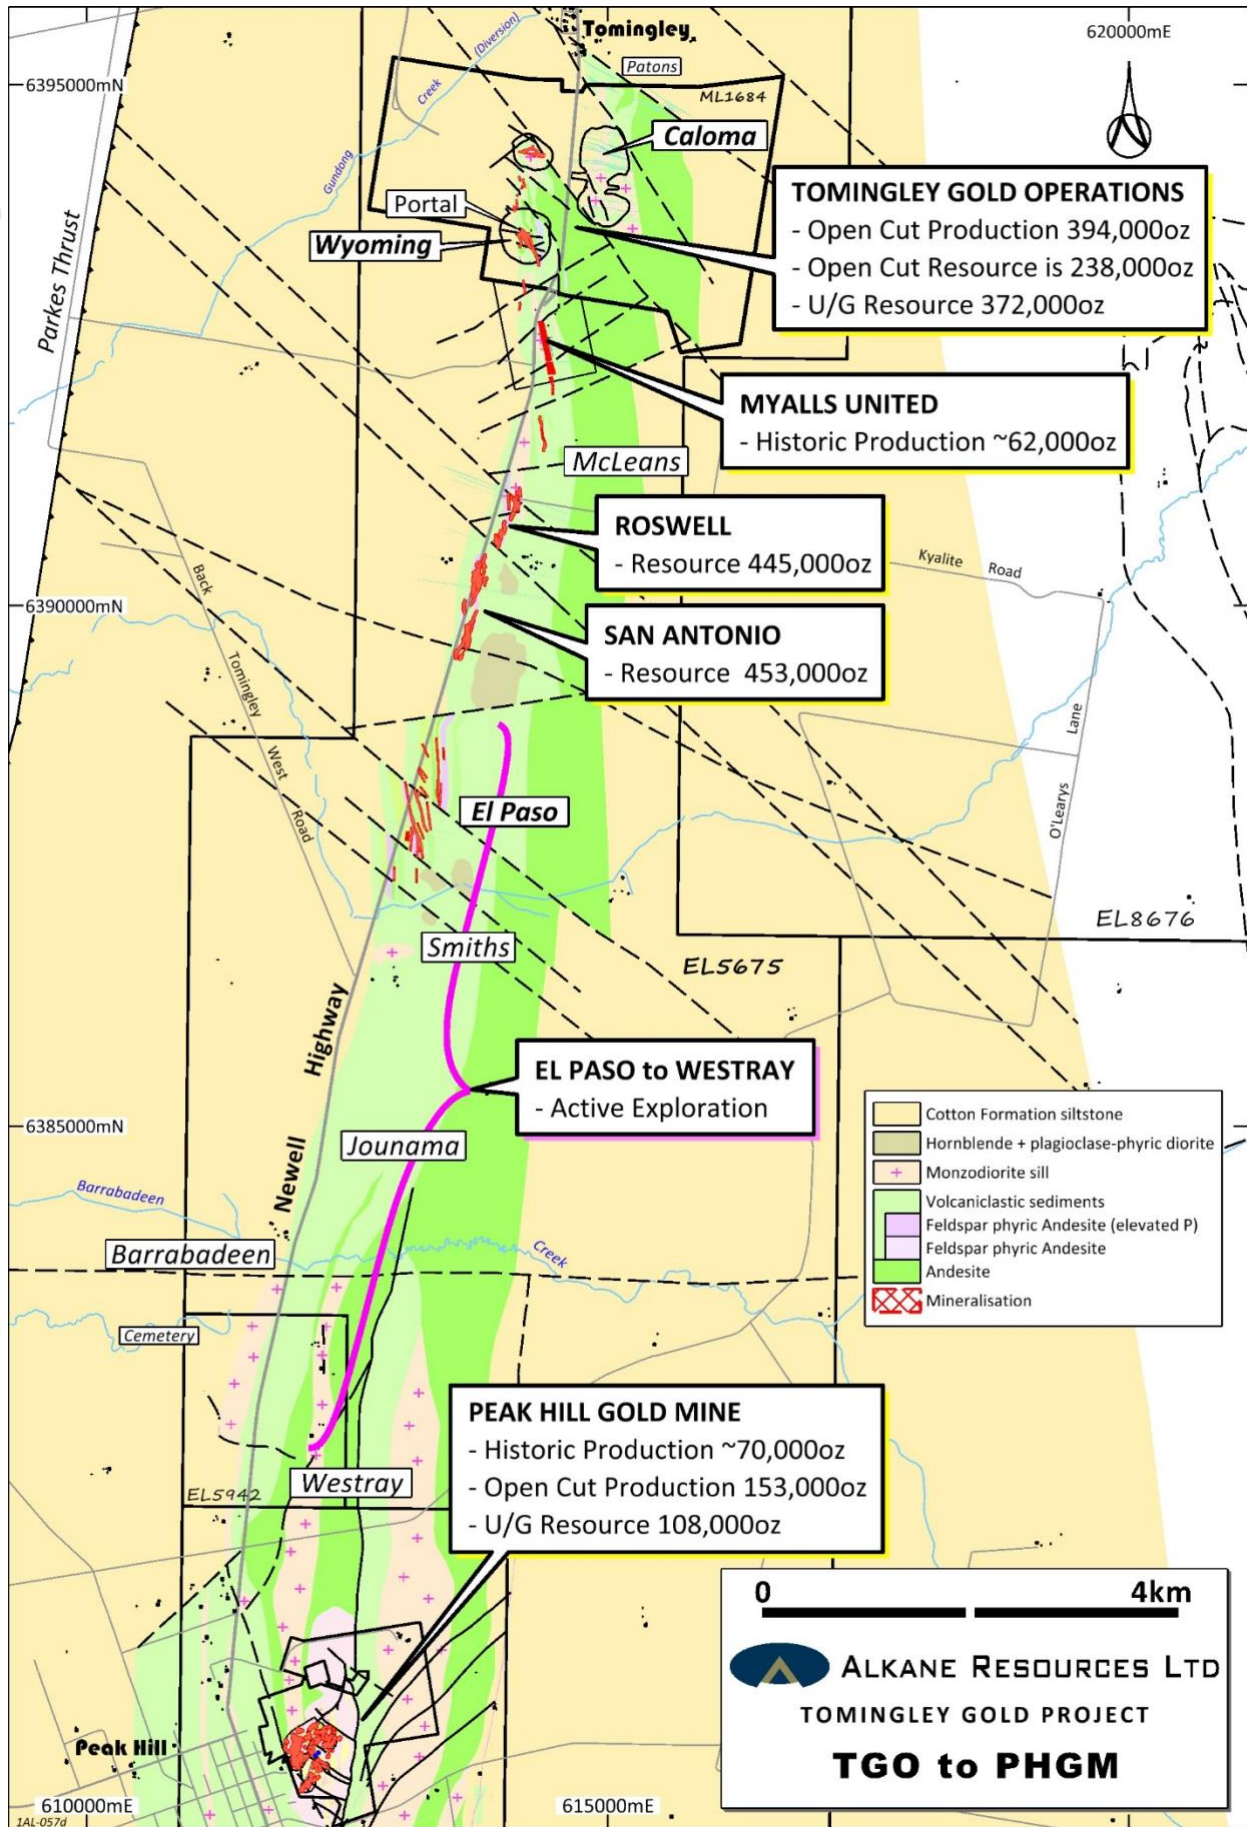 Tomingley
620000mE
6395000mN
Creek
(Diversion)
Gundong
Patons
ML1684
Caloma
Portal
Wyoming
Parkes Thrust
TOMINGLEY GOLD OPERATIONS
- Open Cut Production 394,000oz
- Open Cut Resource is 238,000oz
- U/G Resource 372,000oz
MYALLS UNITED
- Historic Production ~62,000oz
McLeans
ROSWELL
- Resource 445,000oz
Kyalite Road
6390000mN
SAN ANTONIO
- Resource 453,000oz
Back
Tomingley
West
Road
O'Learys
Lane
El Paso
EL8676
Smiths
EL5675
Highway
Newell
EL PASO to WESTRAY
- Active Exploration
6385000mN
Jounama
Cotton Formation siltstone
Hornblende + plagioclase-phyric diorite
Monzodiorite sill
Volcaniclastic sediments
Feldspar phyric Andesite (elevated P)
Feldspar phyric Andesite
Andesite
Mineralisation
Barrabadeen
Barrabadeen
Creek
Cemetery
PEAK HILL GOLD MINE
- Historic Production ~70,000oz
- Open Cut Production 153,000oz
- U/G Resource 108,000oz
Westray
EL5942
0 4km
ALKANE RESOURCES LTD
TOMINGLEY GOLD PROJECT
TGO to PHGM
Peak Hill
610000mE
615000mE
1AL-057d